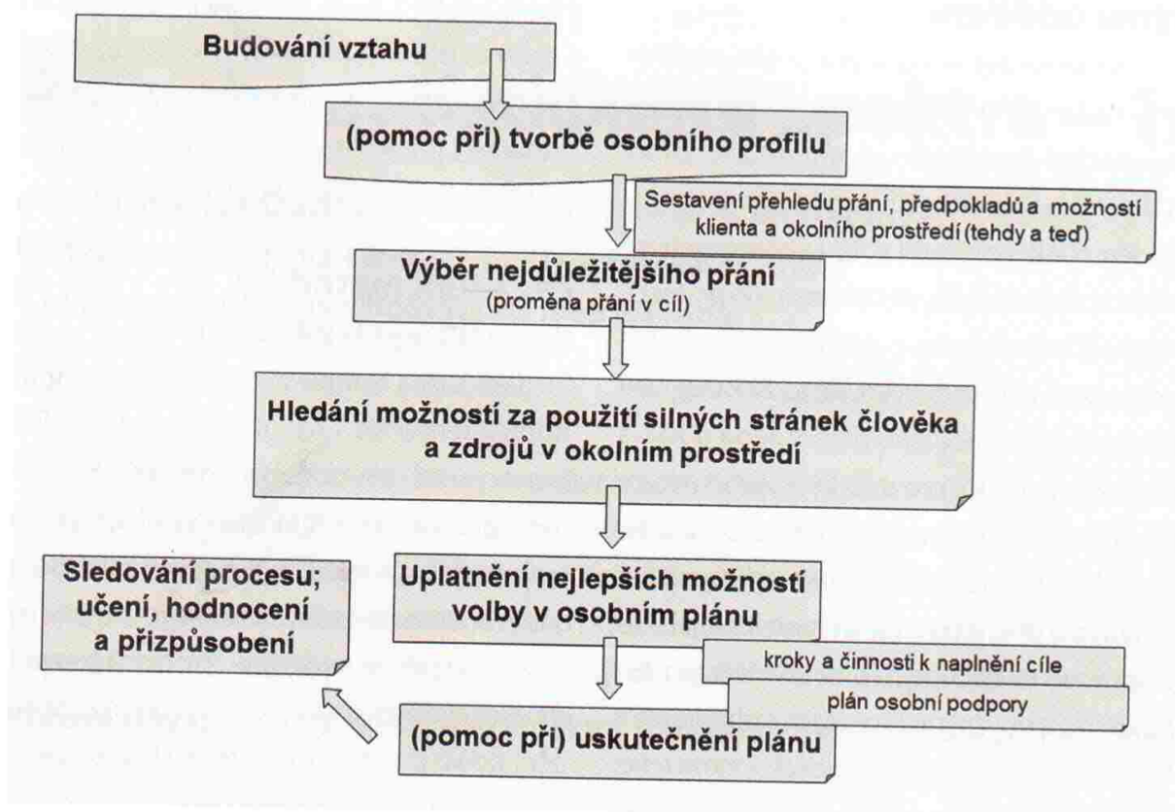 Budování vztahu
(pomoc při) tvorbě osobního profilu
Sestavení přehledu přání, předpokladů a možností
klienta a okolního prostředí (tehdy a teď)
Výběr nejdůležitějšího přání
(proměna přání v cíl)
Hledání možností za použití silných stránek člověka
a zdrojů v okolním prostředí
Uplatnění nejlepších možností
volby v osobním plánu
kroky a činnosti k naplnění cíle
plán osobní podpory
(pomoc při) uskutečnění plánu
Sledování procesu;
učení, hodnocení
a přízpůsobení